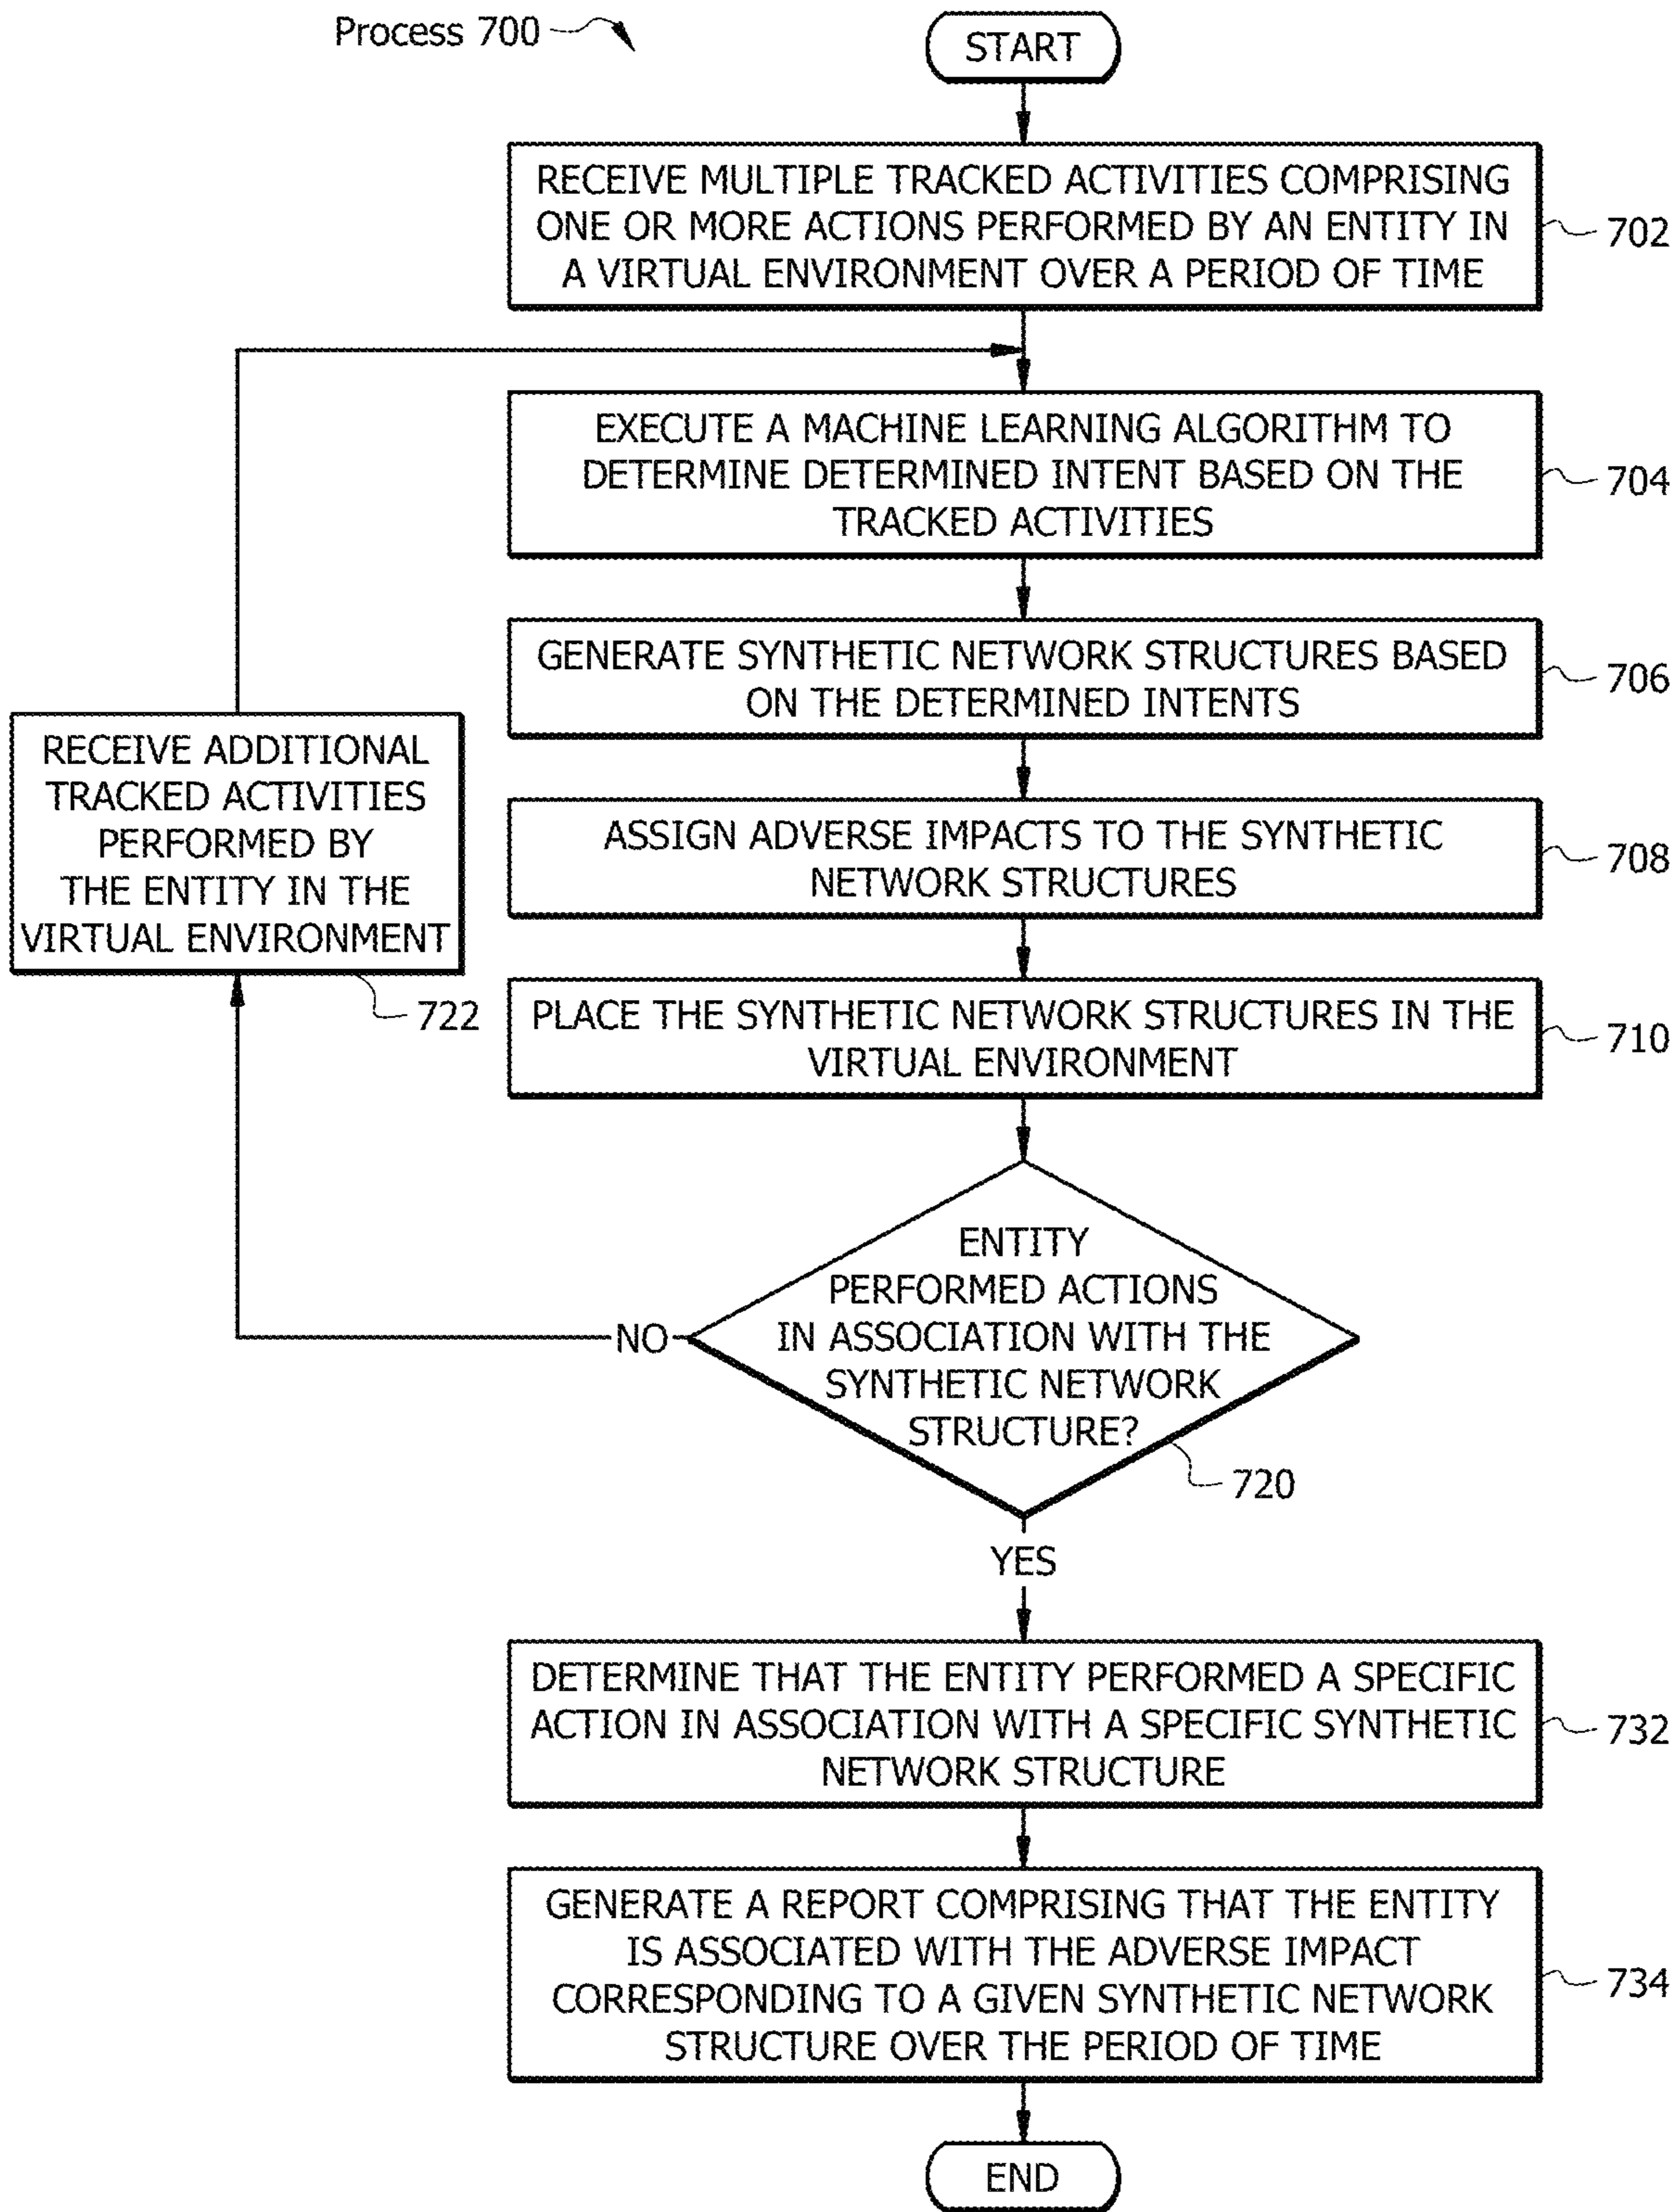 Process 700
START
RECEIVE MULTIPLE TRACKED ACTIVITIES COMPRISING
ONE OR MORE ACTIONS PERFORMED BY AN ENTITY IN
A VIRTUAL ENVIRONMENT OVER A PERIOD OF TIME
702
EXECUTE A MACHINE LEARNING ALGORITHM TO
DETERMINE DETERMINED INTENT BASED ON THE
TRACKED ACTIVITIES
704
GENERATE SYNTHETIC NETWORK STRUCTURES BASED
ON THE DETERMINED INTENTS
706
RECEIVE ADDITIONAL
TRACKED ACTIVITIES
PERFORMED BY
THE ENTITY IN THE
VIRTUAL ENVIRONMENT
722
ASSIGN ADVERSE IMPACTS TO THE SYNTHETIC
NETWORK STRUCTURES
708
PLACE THE SYNTHETIC NETWORK STRUCTURES IN THE
VIRTUAL ENVIRONMENT
710
ENTITY
PERFORMED ACTIONS
IN ASSOCIATION WITH THE
SYNTHETIC NETWORK
STRUCTURE?
720
NO
YES
DETERMINE THAT THE ENTITY PERFORMED A SPECIFIC
ACTION IN ASSOCIATION WITH A SPECIFIC SYNTHETIC
NETWORK STRUCTURE
732
GENERATE A REPORT COMPRISING THAT THE ENTITY
IS ASSOCIATED WITH THE ADVERSE IMPACT
CORRESPONDING TO A GIVEN SYNTHETIC NETWORK
STRUCTURE OVER THE PERIOD OF TIME
734
END